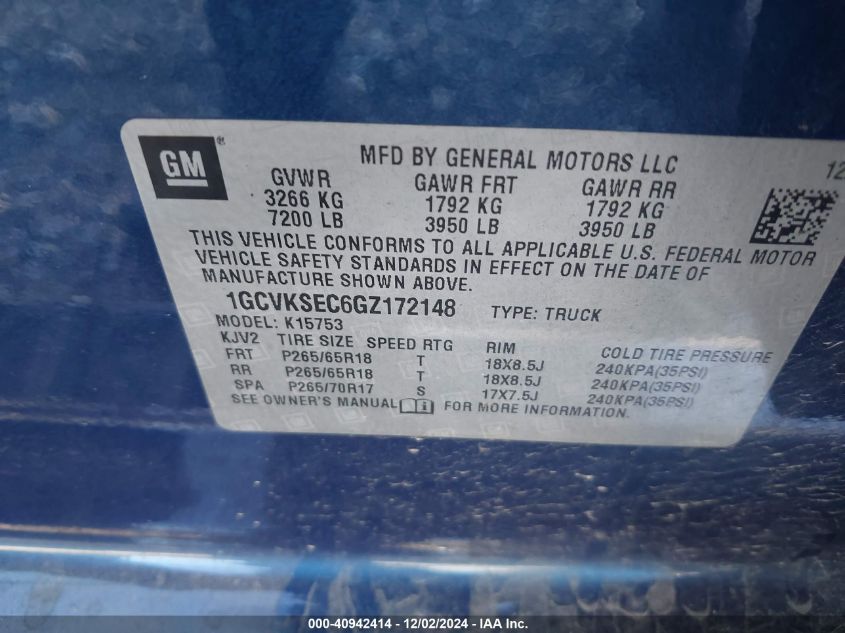 GM ®
MFD BY GENERAL MOTORS LLC
12
GVWR GAWR FRT GAWR RR
3266 KG 1792 KG 1792 KG
7200 LB 3950 LB 3950 LB
THIS VEHICLE CONFORMS TO ALL APPLICABLE U.S. FEDERAL MOTOR
VEHICLE SAFETY STANDARDS IN EFFECT ON THE DATE OF
MANUFACTURE SHOWN ABOVE.
1GCVKSEC6GZ172148 TYPE: TRUCK
MODEL: K15753
KJV2 TIRE SIZE SPEED RTG RIM COLD TIRE PRESSURE
FRT P265/65R18 T 18X8.5J 240KPA(35PSI)
RR P265/65R18 T 18X8.5J 240KPA(35PSI)
SPA P265/70R17 S 17X7.5J 240KPA(35PSI)
SEE OWNER'S MANUAL FOR MORE INFORMATION.
000-40942414 - 12/02/2024 - IAA Inc.